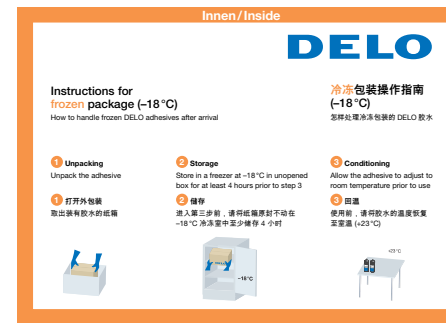 Innen/Inside
DELO
Instructions for
frozen package (–18 °C)
How to handle frozen DELO adhesives after arrival
冷冻包装操作指南
(–18 °C)
怎样处理冷冻包装的 DELO 胶水
1 Unpacking
Unpack the adhesive
2 Storage
Store in a freezer at –18 °C in unopened
box for at least 4 hours prior to step 3
3 Conditioning
Allow the adhesive to adjust to
room temperature prior to use
1 打开外包装
取出装有胶水的纸箱
2 储存
进入第三步前，请将纸箱原封不动在
–18 °C 冷冻室中至少储存 4 小时
3 回温
使用前，请将胶水的温度恢复
至室温 (+23 °C)
DELO
–18 °C
+23 °C